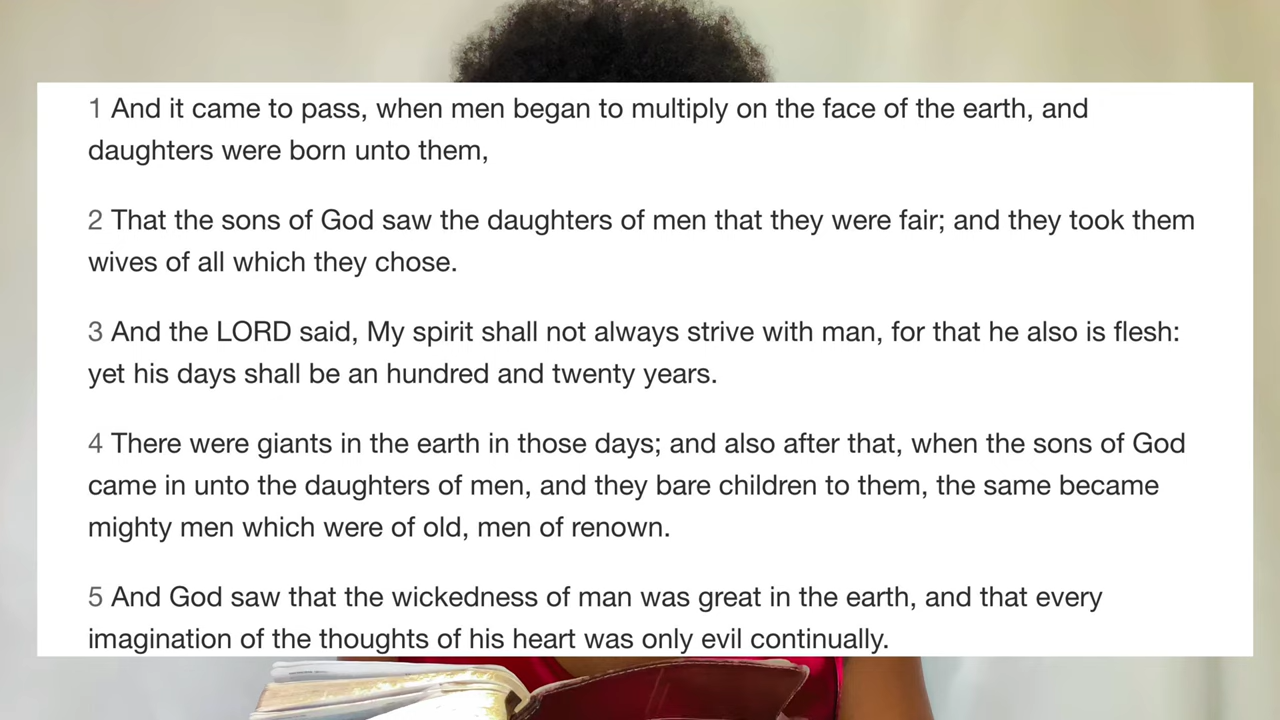 1 And it came to pass, when men began to multiply on the face of the earth, and
daughters were born unto them,
2 That the sons of God saw the daughters of men that they were fair; and they took them
wives of all which they chose.
3 And the LORD said, My spirit shall not always strive with man, for that he also is flesh:
yet his days shall be an hundred and twenty years.
4 There were giants in the earth in those days; and also after that, when the sons of God
came in unto the daughters of men, and they bare children to them, the same became
mighty men which were of old, men of renown.
5 And God saw that the wickedness of man was great in the earth, and that every
imagination of the thoughts of his heart was only evil continually.